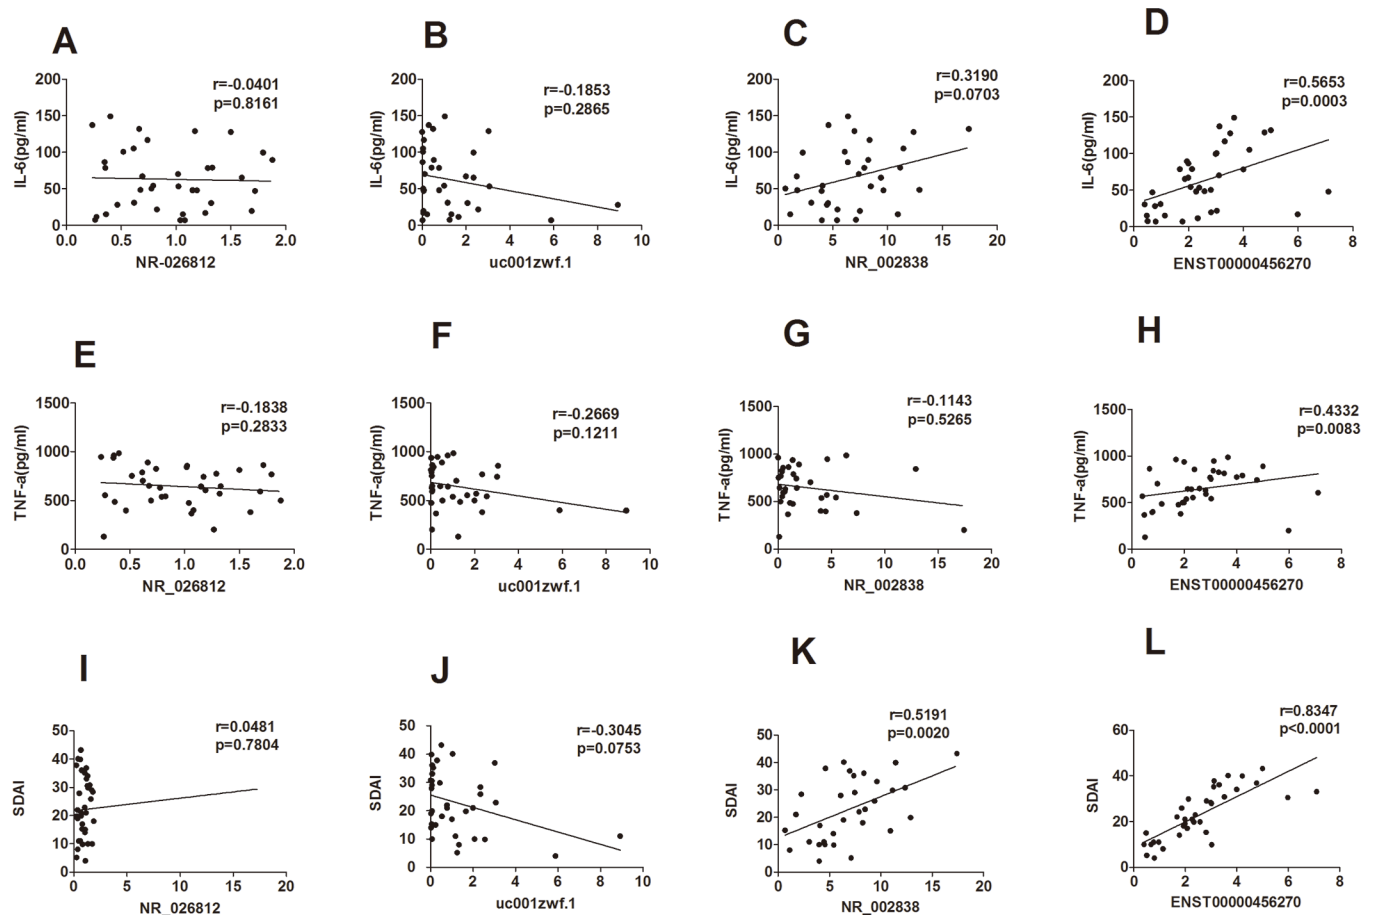 A
B
C
D
r=-0.0401
p=0.8161
r=-0.1853
p=0.2865
r=0.3190
p=0.0703
r=0.5653
p=0.0003
IL-6(pg/ml)
200
150
100
50
0
0.0 0.5 1.0 1.5 2.0
NR-026812
IL-6(pg/ml)
200
150
100
50
0
0 2 4 6 8 10
uc001zwf.1
IL-6(pg/ml)
200
150
100
50
0
0 5 10 15 20
NR_002838
IL-6(pg/ml)
200
150
100
50
0
0 2 4 6 8
ENST00000456270
E
F
G
H
r=-0.1838
p=0.2833
r=-0.2669
p=0.1211
r=-0.1143
p=0.5265
r=0.4332
p=0.0083
TNF-a(pg/ml)
1500
1000
500
0
0.0 0.5 1.0 1.5 2.0
NR_026812
TNF-a(pg/ml)
1500
1000
500
0
0 2 4 6 8 10
uc001zwf.1
TNF-a(pg/ml)
1500
1000
500
0
0 5 10 15 20
NR_002838
TNF-a(pg/ml)
1500
1000
500
0
0 2 4 6 8
ENST00000456270
I
J
K
L
r=0.0481
p=0.7804
r=-0.3045
p=0.0753
r=0.5191
p=0.0020
r=0.8347
p<0.0001
SDAI
50
40
30
20
10
0
0 5 10 15 20
NR_026812
SDAI
50
40
30
20
10
0
0 2 4 6 8 10
uc001zwf.1
SDAI
50
40
30
20
10
0
0 5 10 15 20
NR_002838
SDAI
60
40
20
0
0 2 4 6 8
ENST00000456270